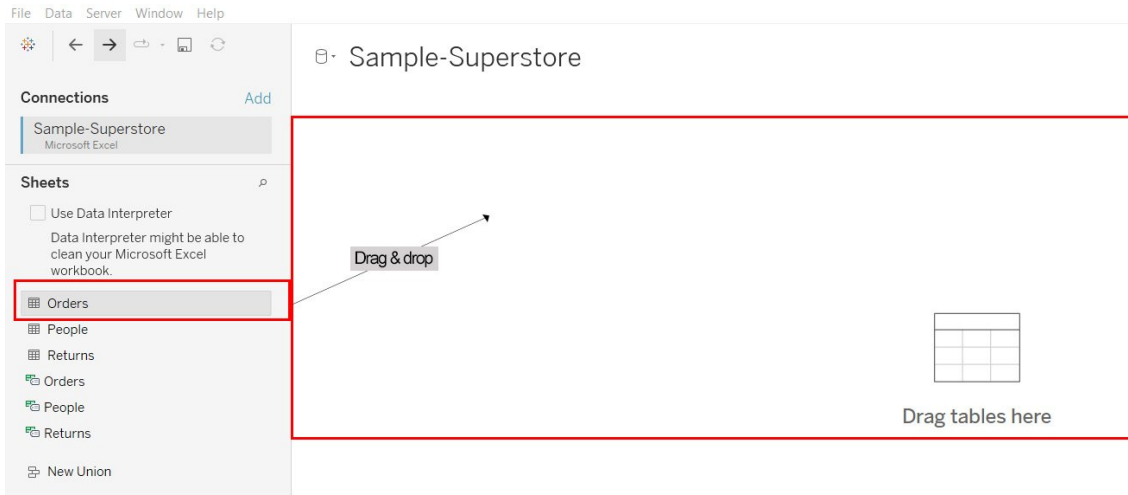 File Data Server Window Help
Sample-Superstore
Connections Add
Sample-Superstore
Microsoft Excel
Sheets
Use Data Interpreter
Data Interpreter might be able to
clean your Microsoft Excel
workbook.
Drag & drop
Orders
People
Returns
Orders
People
Returns
New Union
Drag tables here